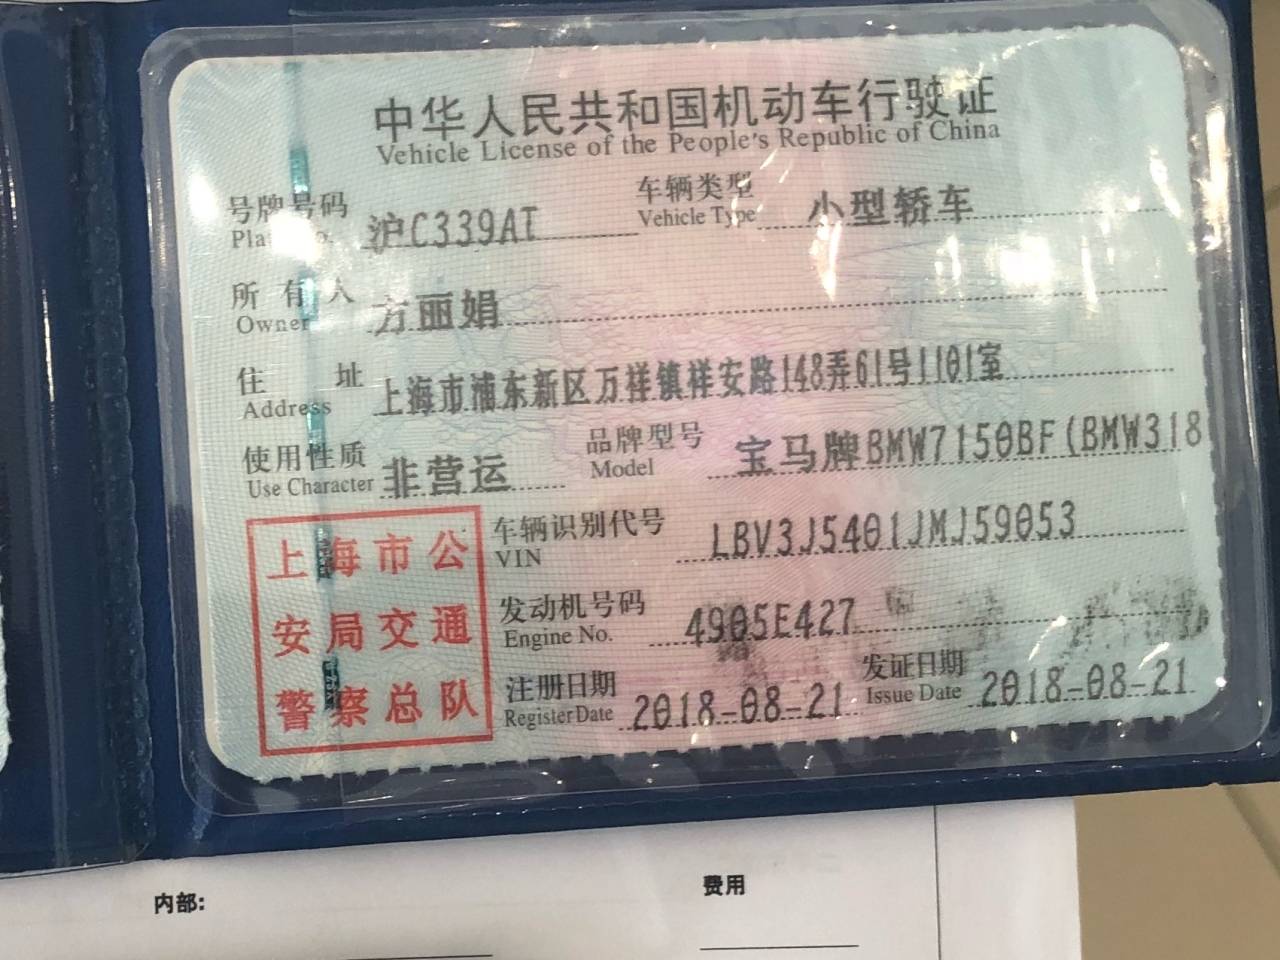 中华人民共和国机动车行驶证
Vehicle License of the People's Republic of China
号牌号码 沪C339AT 车辆类型 小型轿车
Plate No. Vehicle Type
所有人 方丽娟
Owner
住址 上海市浦东新区万祥镇祥安路148弄61号1101室
Address
使用性质 非营运 品牌型号 宝马牌BMW7150BF(BMW318
Use Character Model
上海市公
安局交通
警察总队
车辆识别代号 LBV3J5401JMJ59053
VIN
发动机号码 4905E427
Engine No.
注册日期 2018-08-21 发证日期 2018-08-21
Register Date Issue Date
内部: 费用